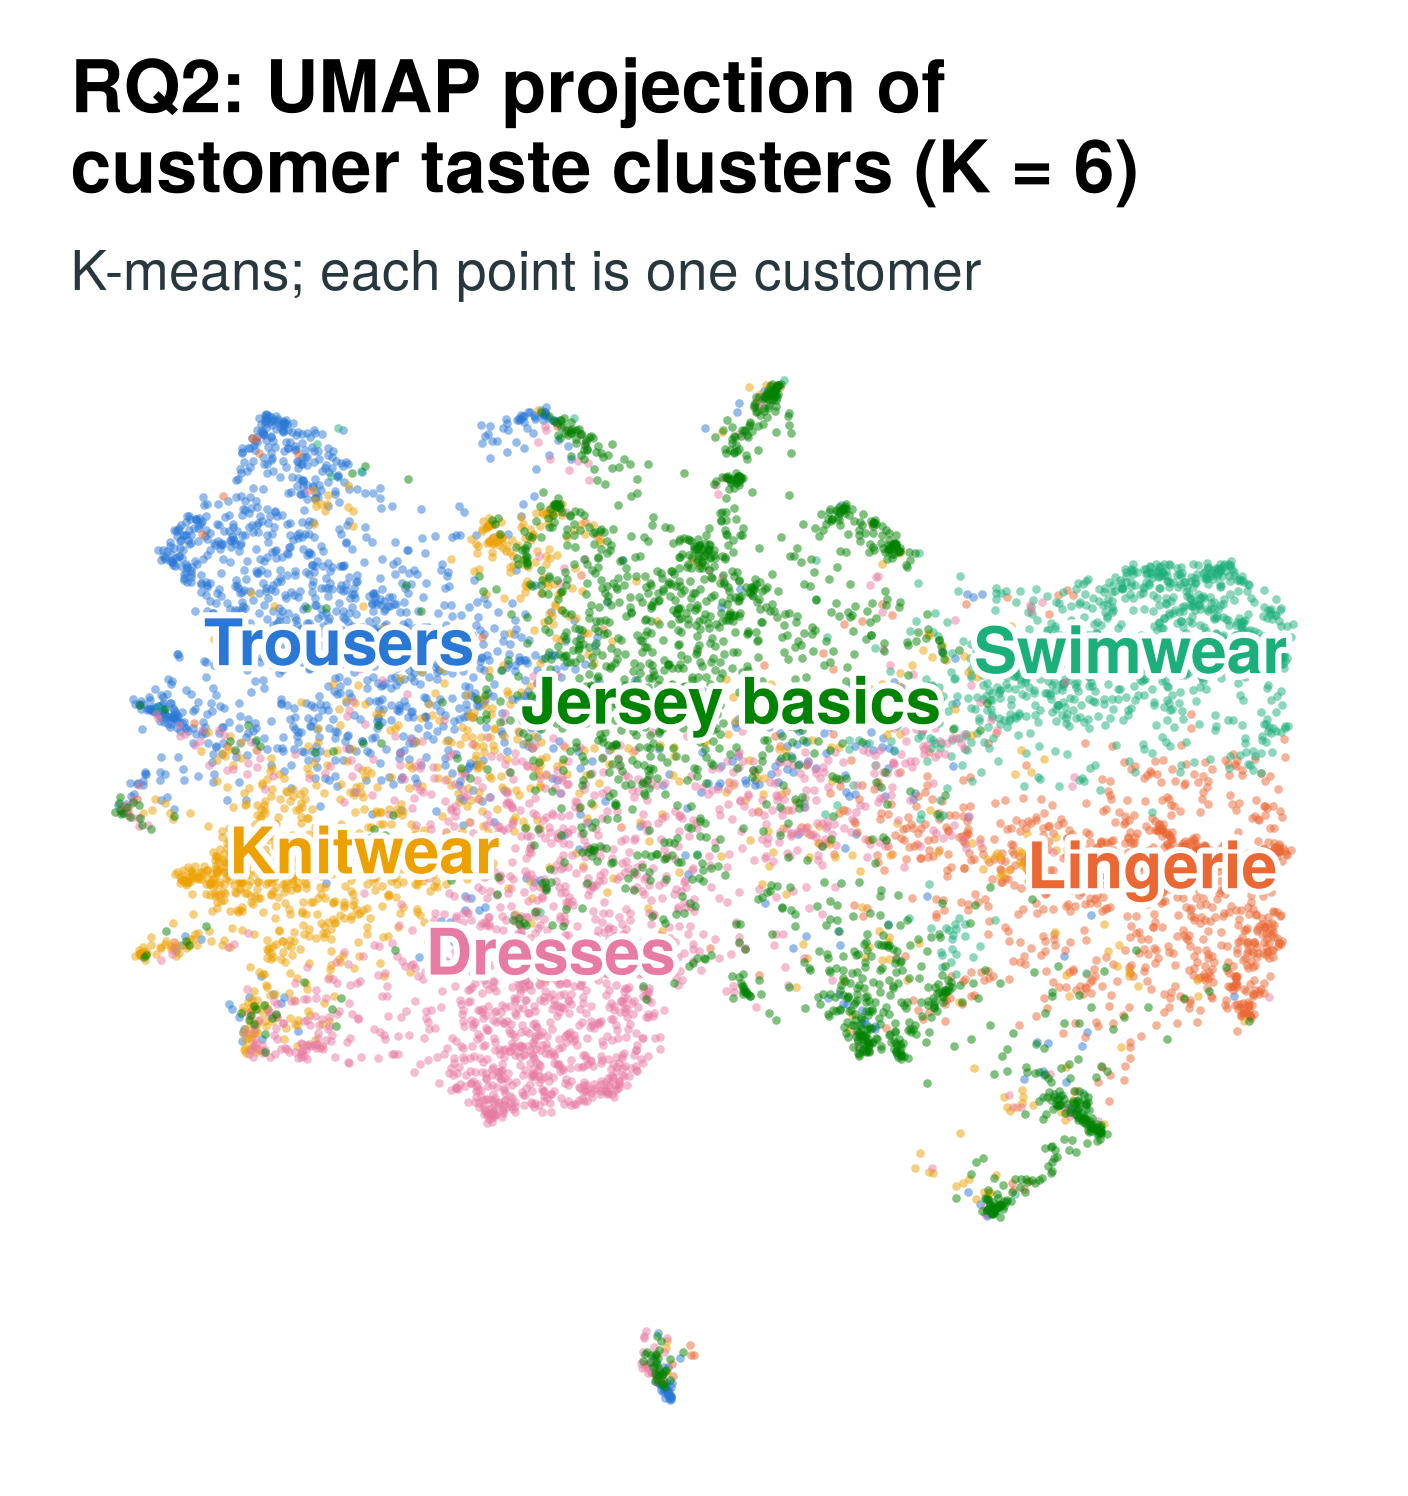 RQ2: UMAP projection of
customer taste clusters (K = 6)
K-means; each point is one customer
Trousers
Swimwear
Jersey basics
Knitwear
Lingerie
Dresses